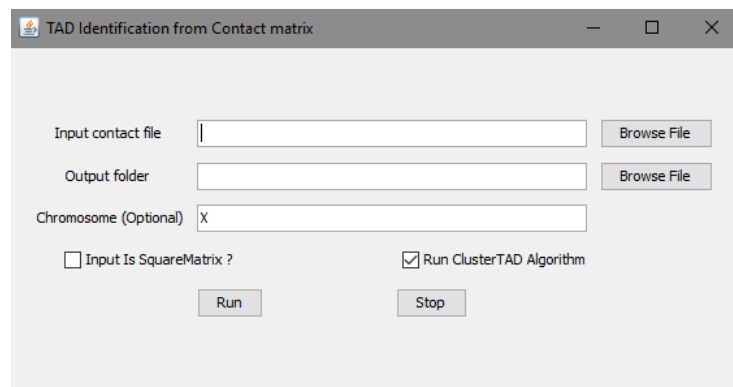 TAD Identification from Contact matrix
Input contact file Browse File
Output folder Browse File
Chromosome (Optional) X
Input Is SquareMatrix ? Run ClusterTAD Algorithm
Run Stop